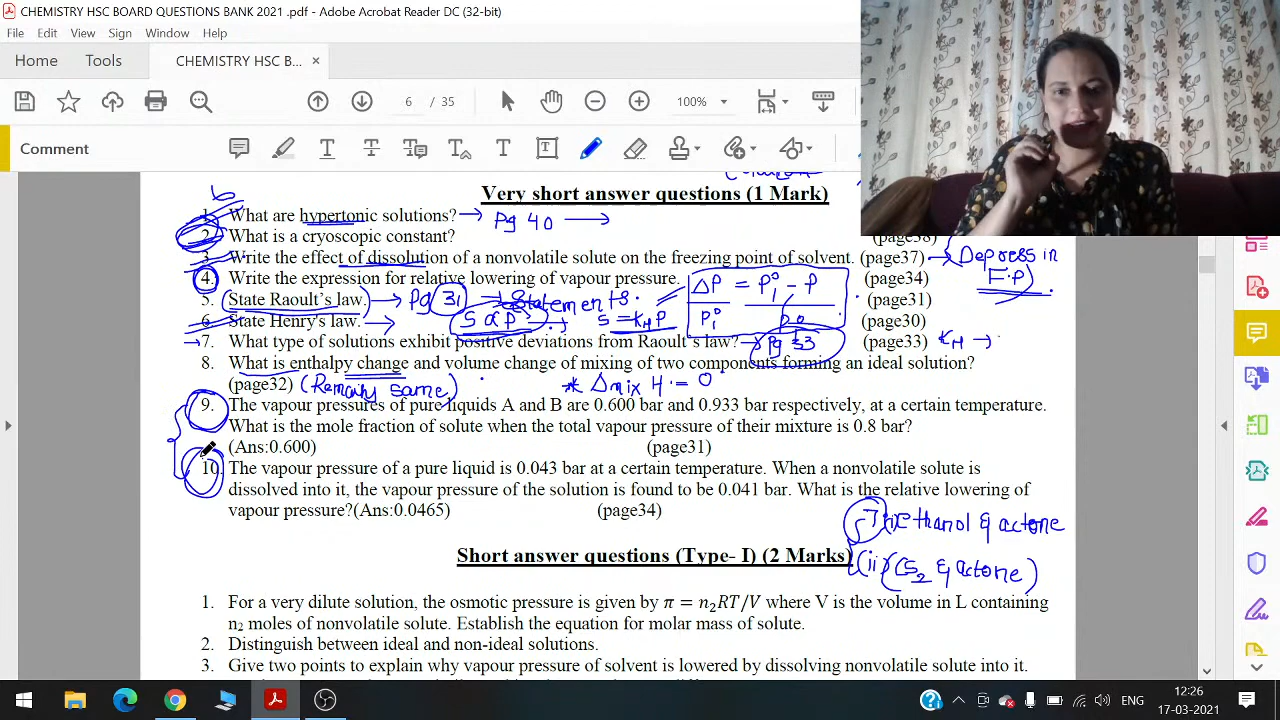 CHEMISTRY HSC BOARD QUESTIONS BANK 2021 .pdf - Adobe Acrobat Reader DC (32-bit)
File Edit View Sign Window Help
Home Tools CHEMISTRY HSC B... ×
6 / 35 100%
Comment
Very short answer questions (1 Mark)
1. What are hypertonic solutions? → Pg 40 →
2. What is a cryoscopic constant? (page38)
3. Write the effect of dissolution of a nonvolatile solute on the freezing point of solvent. (page37) → Depress in F.P)
4. Write the expression for relative lowering of vapour pressure. (page34)
ΔP = P₁⁰ - P
P₁⁰
5. State Raoult's law. → Pg 31 → Statements. (page31)
6. State Henry's law. → S ∝ P S = KH P (page30)
7. What type of solutions exhibit positive deviations from Raoult's law? → Pg 33 (page33) KH →
8. What is enthalpy change and volume change of mixing of two components forming an ideal solution?
(page32) (Remains same) * Δmix H = 0
9. The vapour pressures of pure liquids A and B are 0.600 bar and 0.933 bar respectively, at a certain temperature.
What is the mole fraction of solute when the total vapour pressure of their mixture is 0.8 bar?
(Ans:0.600) (page31)
10. The vapour pressure of a pure liquid is 0.043 bar at a certain temperature. When a nonvolatile solute is
dissolved into it, the vapour pressure of the solution is found to be 0.041 bar. What is the relative lowering of
vapour pressure?(Ans:0.0465) (page34)
7 (i) Ethanol & actone
(ii) (CS₂ & actone)
Short answer questions (Type- I) (2 Marks)
1. For a very dilute solution, the osmotic pressure is given by π = n₂RT/V where V is the volume in L containing
n₂ moles of nonvolatile solute. Establish the equation for molar mass of solute.
2. Distinguish between ideal and non-ideal solutions.
3. Give two points to explain why vapour pressure of solvent is lowered by dissolving nonvolatile solute into it.
ENG 12:26
17-03-2021